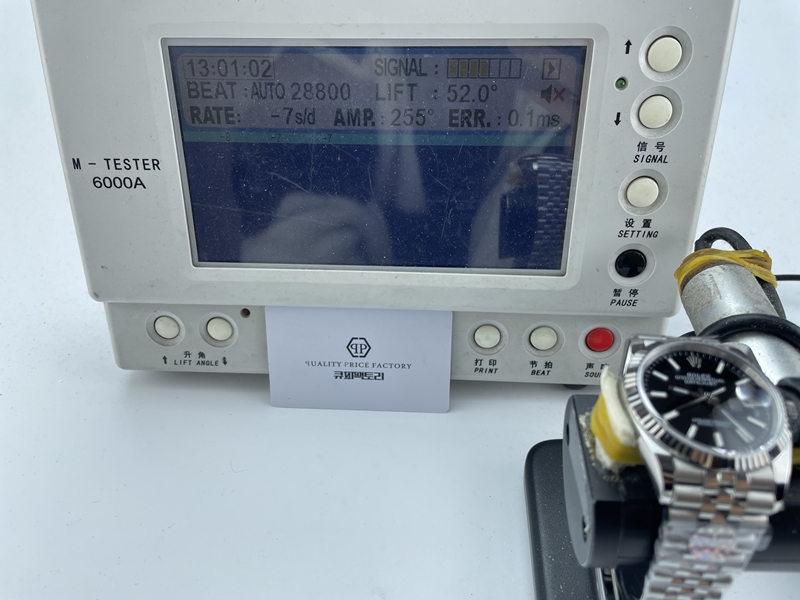 13:01:02 SIGNAL :
BEAT :AUTO 28800 LIFT : 52.0°
RATE: -7s/d AMP.: 255° ERR.: 0.1ms
M - TESTER
6000A
信号
SIGNAL
设置
SETTING
暂停
PAUSE
升角
LIFT ANGLE
打印
PRINT
节拍
BEAT
声
SOU
QUALITY PRICE FACTORY
큐피팩토리
ROLEX